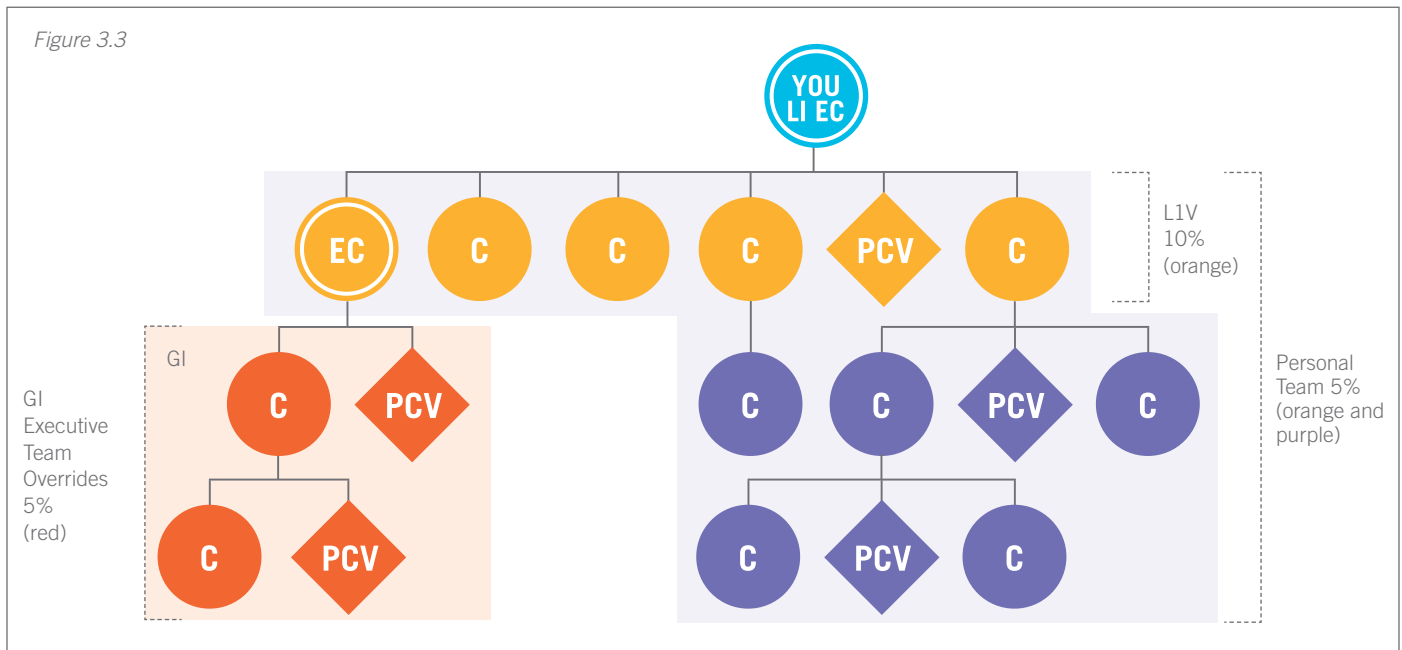 Figure 3.3
YOU
LI EC
EC
C
C
C
PCV
C
L1V
10%
(orange)
GI
C
PCV
C
C
PCV
C
GI
Executive
Team
Overrides
5%
(red)
Personal
Team 5%
(orange and
purple)
C
PCV
C
PCV
C